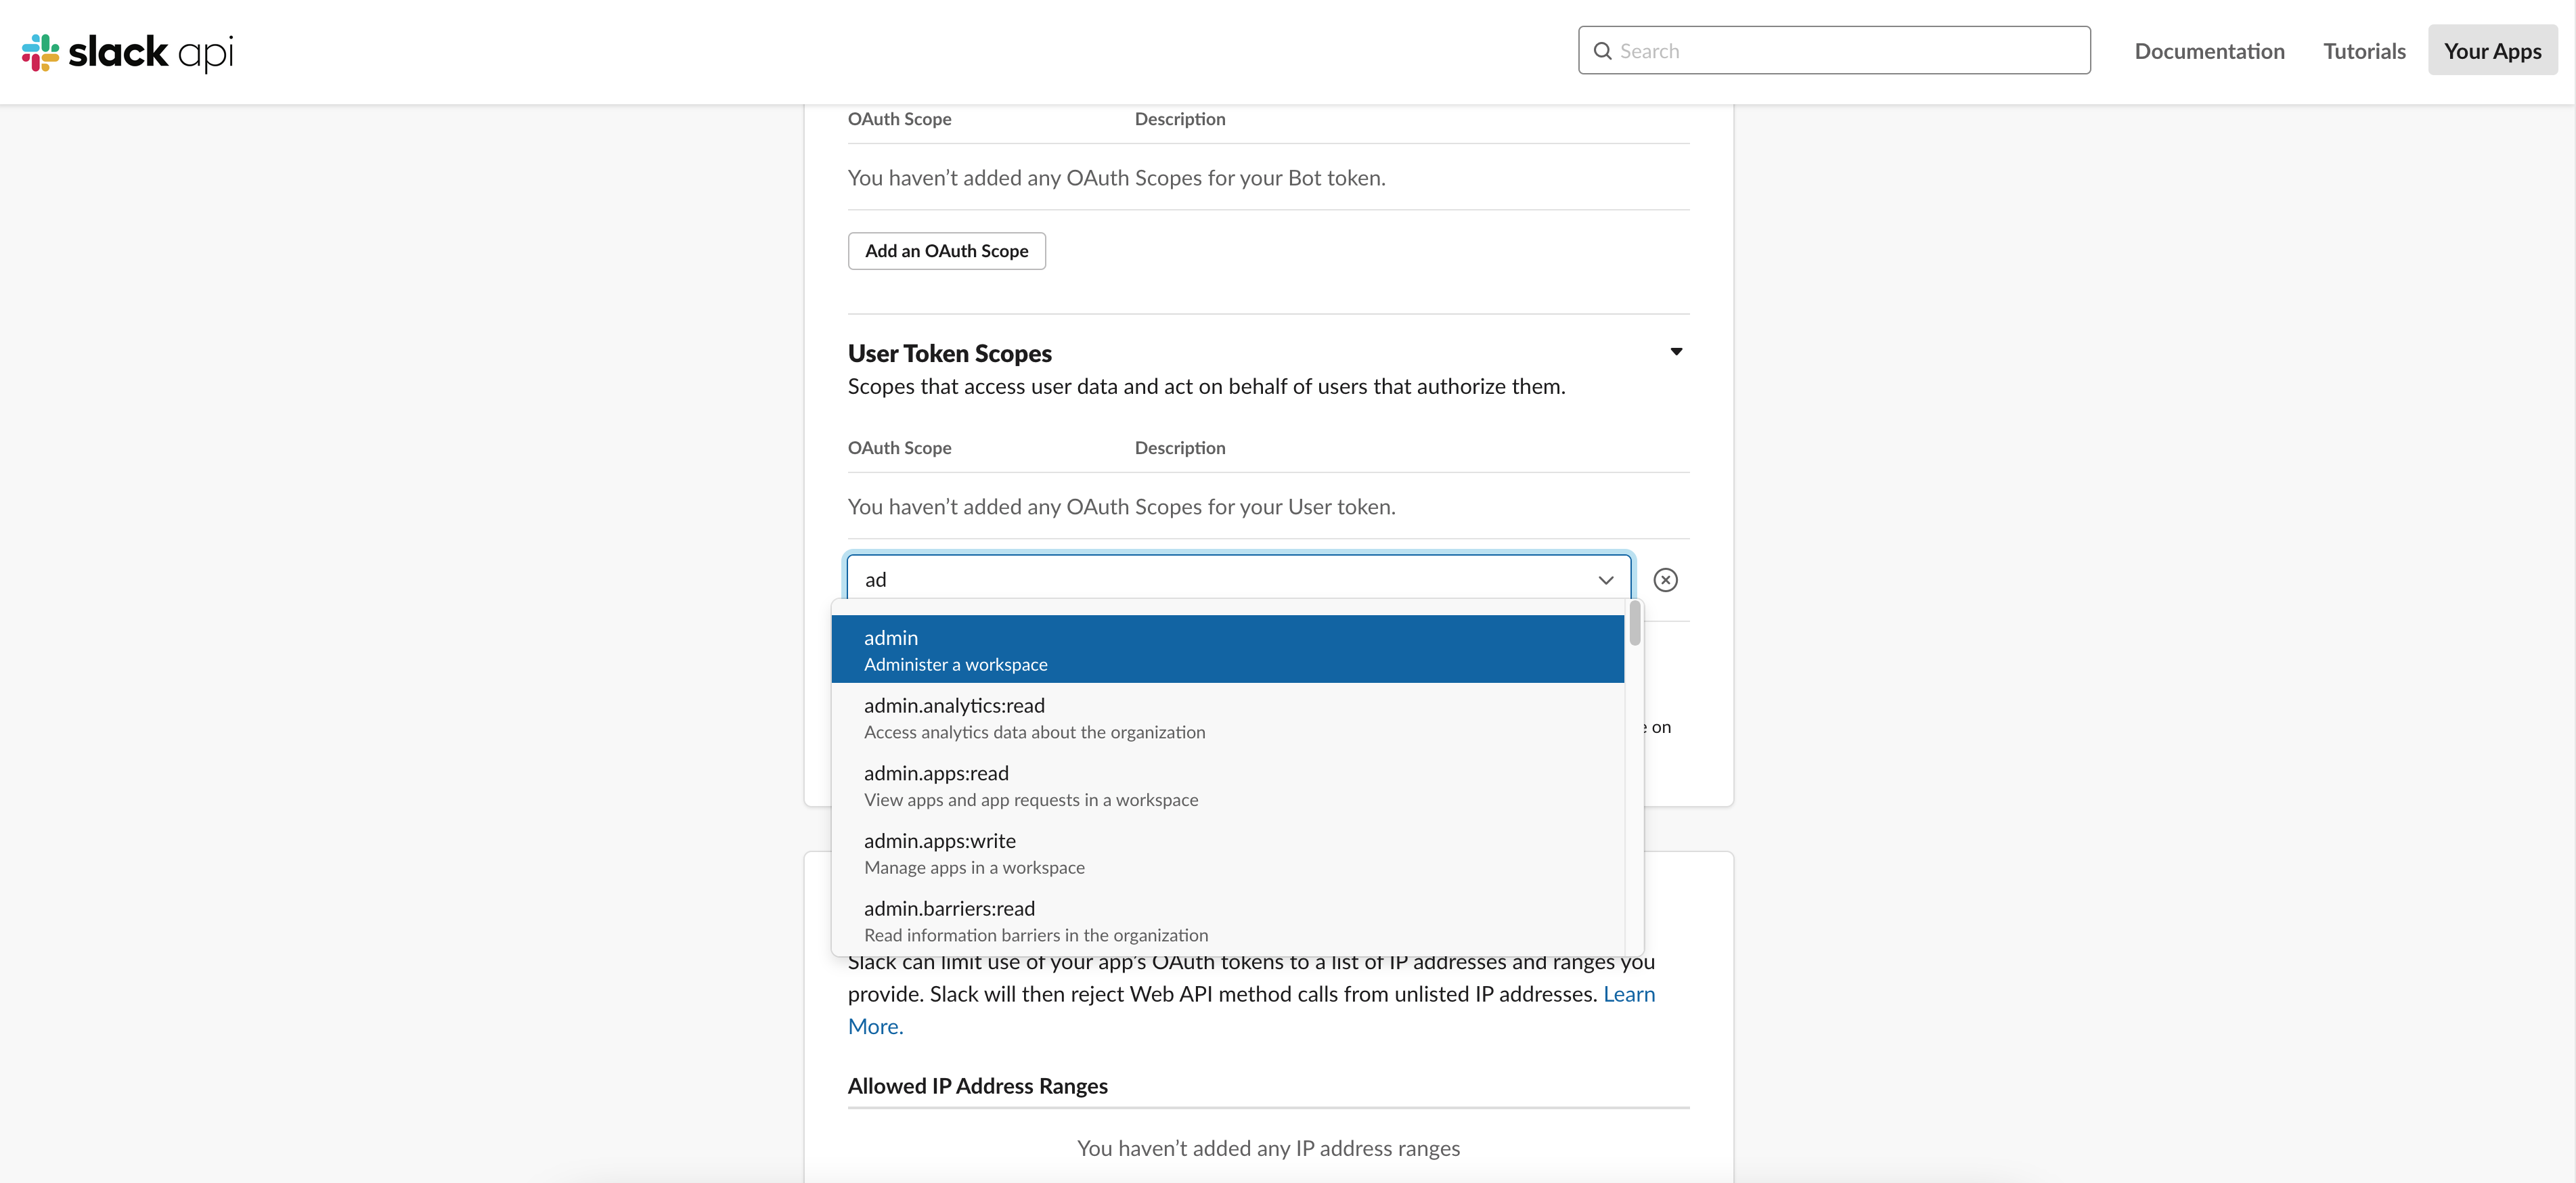 slack api
Search
Documentation
Tutorials
Your Apps
OAuth Scope
Description
You haven’t added any OAuth Scopes for your Bot token.
Add an OAuth Scope
User Token Scopes
Scopes that access user data and act on behalf of users that authorize them.
OAuth Scope
Description
You haven’t added any OAuth Scopes for your User token.
ad
admin
Administer a workspace
admin.analytics:read
Access analytics data about the organization
on
admin.apps:read
View apps and app requests in a workspace
admin.apps:write
Manage apps in a workspace
admin.barriers:read
Read information barriers in the organization
Slack can limit use of your app’s OAuth tokens to a list of IP addresses and ranges you
provide. Slack will then reject Web API method calls from unlisted IP addresses. Learn
More.
Allowed IP Address Ranges
You haven’t added any IP address ranges